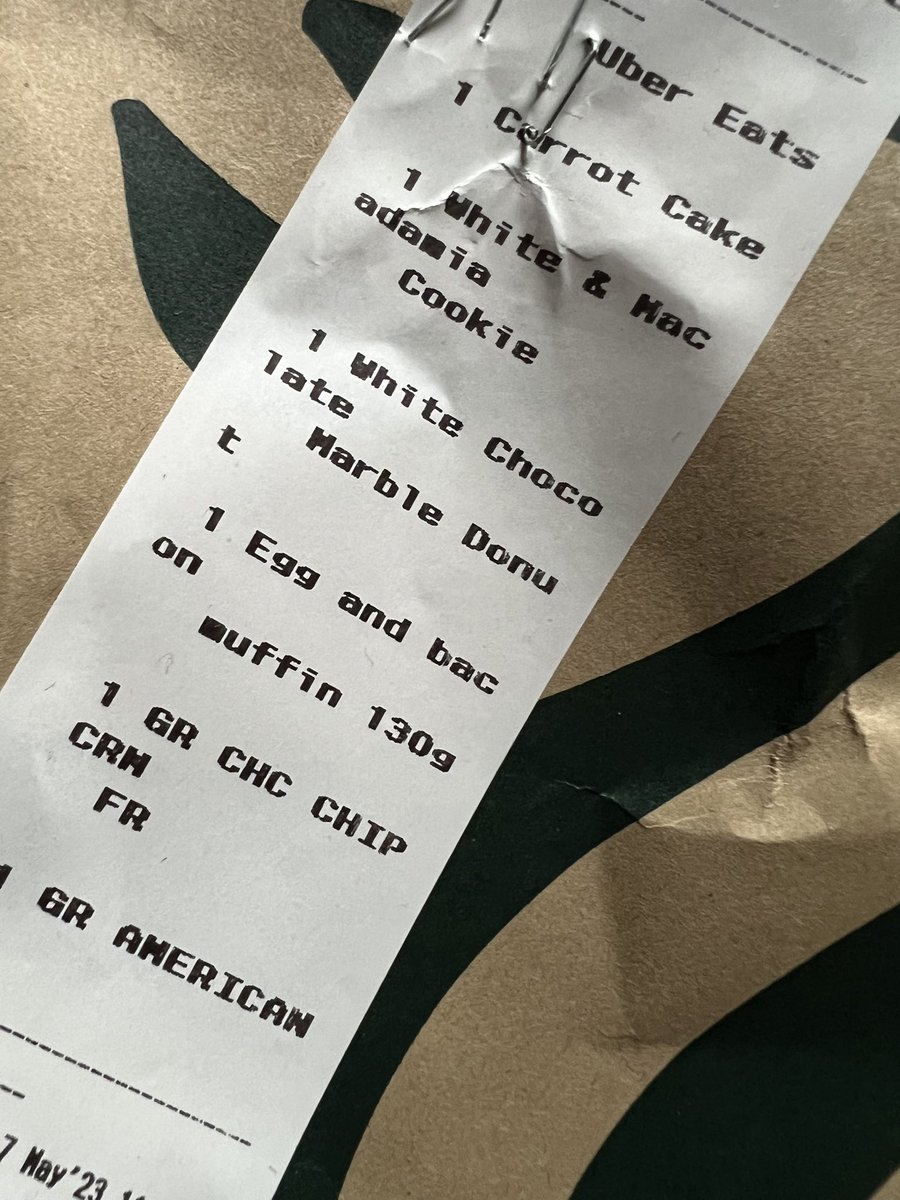 Uber Eats
1 Carrot Cake
1 White & Mac
adamia
Cookie
1 White Choco
late
Marble Donu
t
1 Egg and bac
on
muffin 130g
1 GR CHC CHIP
CRM
FR
1 GR AMERICAN
7 May'23